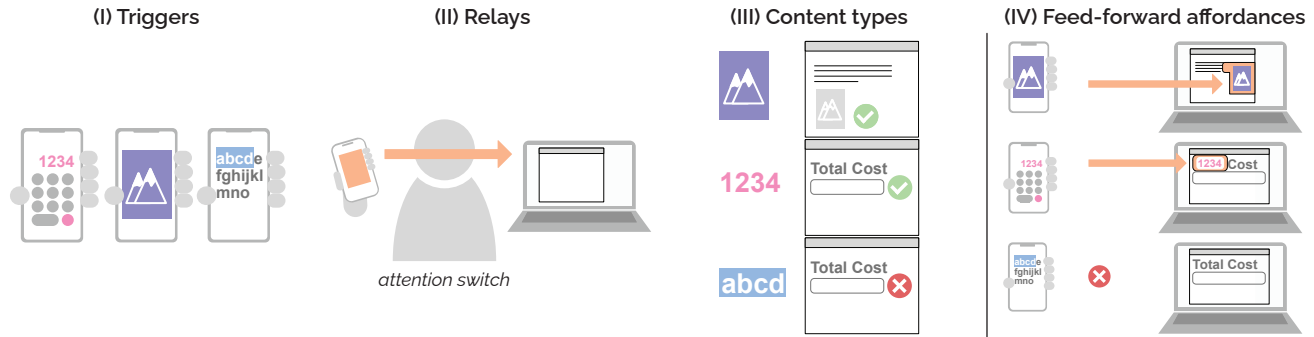 (I) Triggers
1234
abcde
fghijkl
mno
(II) Relays
attention switch
(III) Content types
1234
Total Cost
abcd
Total Cost
(IV) Feed-forward affordances
1234
1234 Cost
abcde
fghijkl
mno
Total Cost